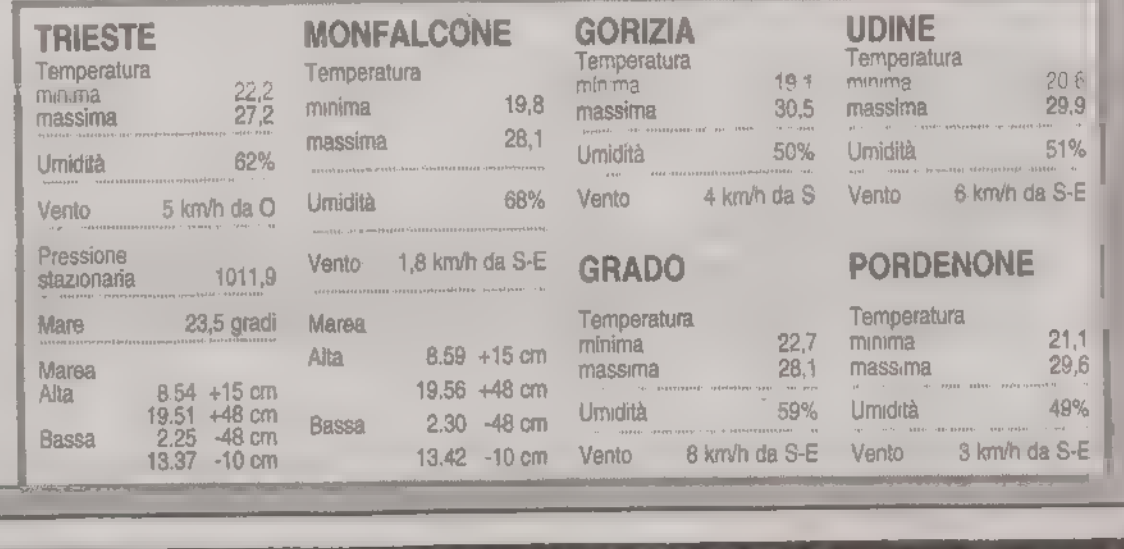 TRIESTE
Temperatura
minima 22,2
massima 27,2
Umidità 62%
Vento 5 km/h da O
Pressione
stazionaria 1011,9
Mare 23,5 gradi
Marea
Alta 8.54 +15 cm
19.51 +48 cm
Bassa 2.25 -48 cm
13.37 -10 cm
MONFALCONE
Temperatura
minima 19,8
massima 28,1
Umidità 68%
Vento 1,8 km/h da S-E
Marea
Alta 8.59 +15 cm
19.56 +48 cm
Bassa 2.30 -48 cm
13.42 -10 cm
GORIZIA
Temperatura
minima 19,1
massima 30,5
Umidità 50%
Vento 4 km/h da S
GRADO
Temperatura
minima 22,7
massima 28,1
Umidità 59%
Vento 8 km/h da S-E
UDINE
Temperatura
minima
massima 29,9
Umidità 51%
Vento 6 km/h da S-E
PORDENONE
Temperatura
minima 21,1
massima 29,6
Umidità 49%
Vento 3 km/h da S-E